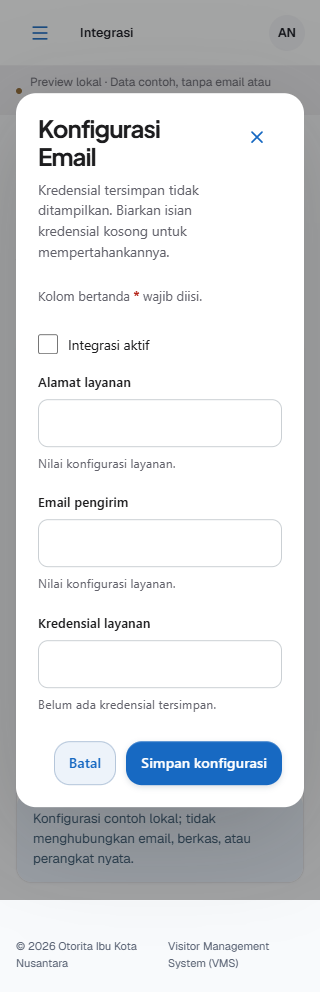 Integrasi
AN
Preview lokal · Data contoh, tanpa email atau
Konfigurasi
Email
Kredensial tersimpan tidak
ditampilkan. Biarkan isian
kredensial kosong untuk
mempertahankannya.
Kolom bertanda * wajib diisi.
Integrasi aktif
Alamat layanan
Nilai konfigurasi layanan.
Email pengirim
Nilai konfigurasi layanan.
Kredensial layanan
Belum ada kredensial tersimpan.
Batal
Simpan konfigurasi
Konfigurasi contoh lokal; tidak
menghubungkan email, berkas, atau
perangkat nyata.
© 2026 Otorita Ibu Kota
Nusantara
Visitor Management
System (VMS)